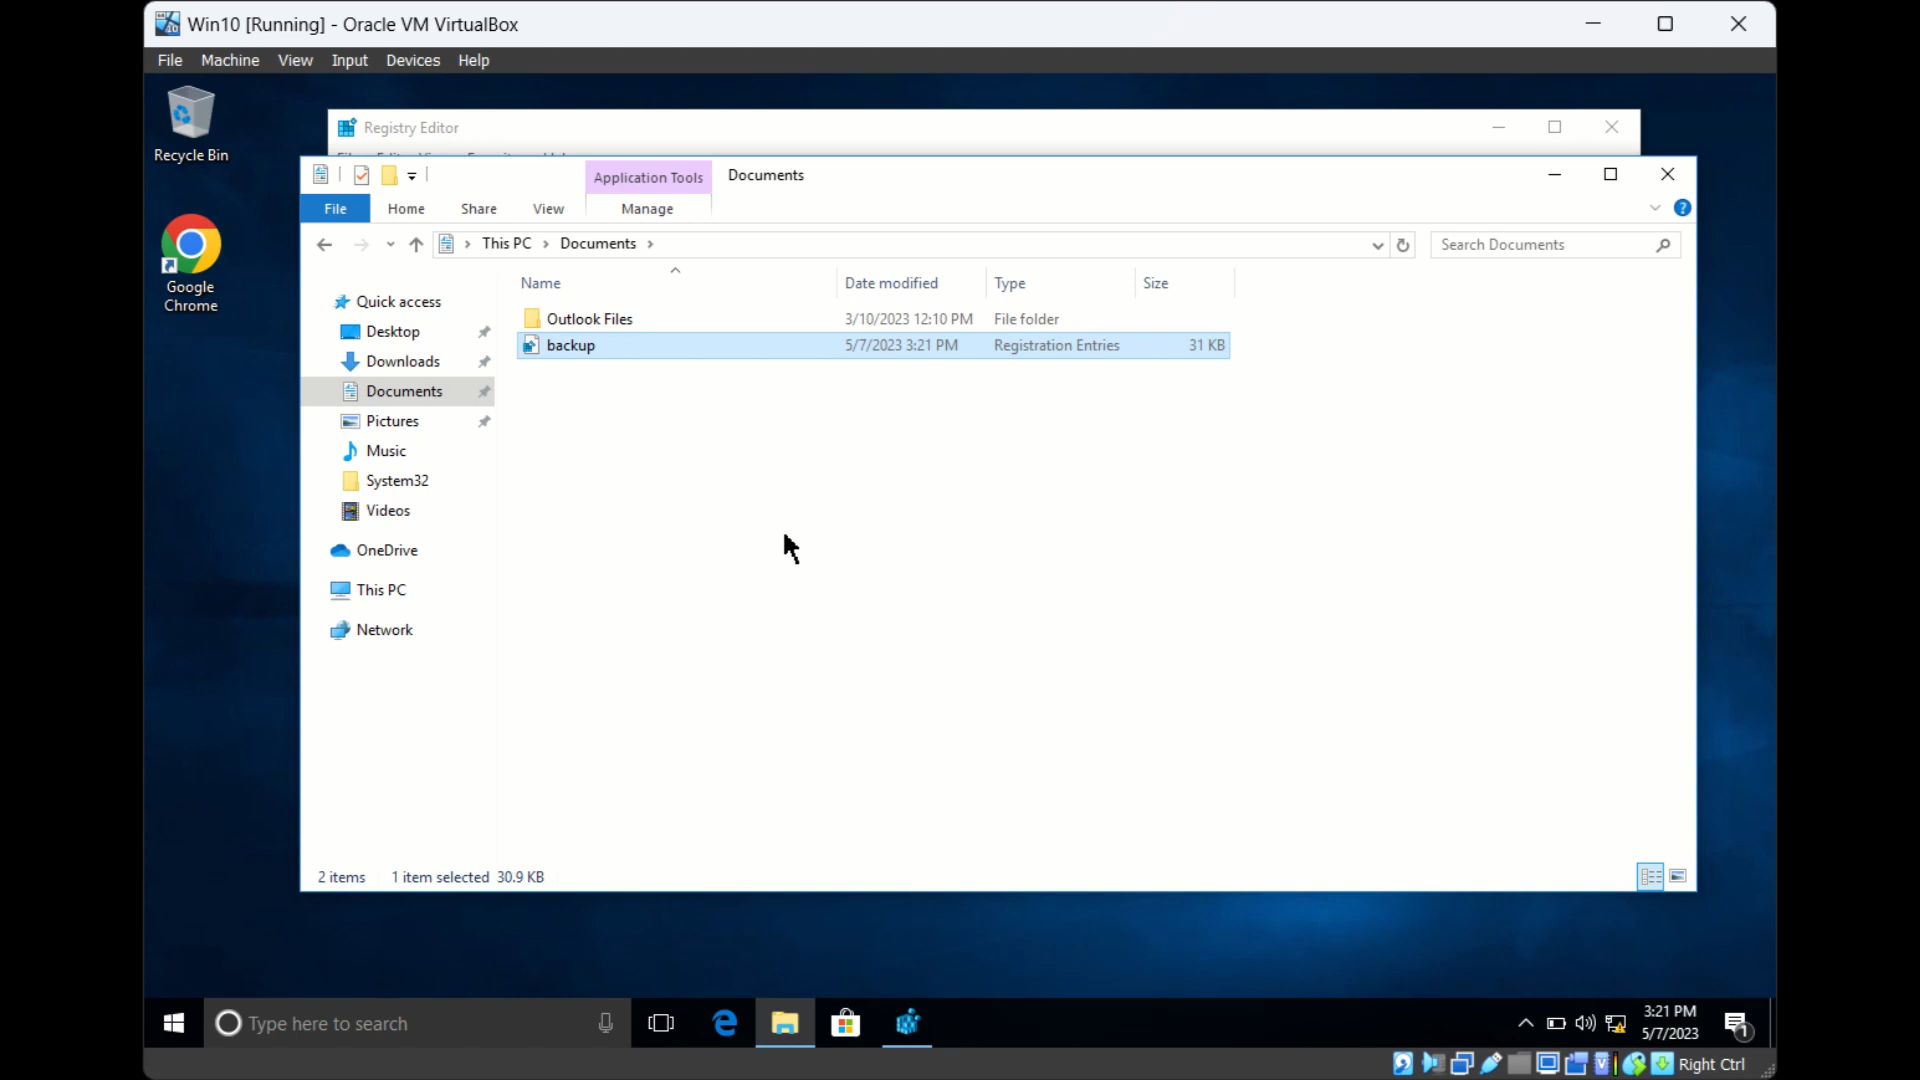 Win10 [Running] - Oracle VM VirtualBox
File Machine View Input Devices Help
Recycle Bin
Registry Editor
Application Tools Documents
File Home Share View Manage
This PC Documents
Search Documents
Name Date modified Type Size
Google
Chrome
Quick access
Outlook Files 3/10/2023 12:10 PM File folder
Desktop
backup 5/7/2023 3:21 PM Registration Entries 31 KB
Downloads
Documents
Pictures
Music
System32
Videos
OneDrive
This PC
Network
2 items 1 item selected 30.9 KB
Type here to search
3:21 PM
5/7/2023
1
Right Ctrl